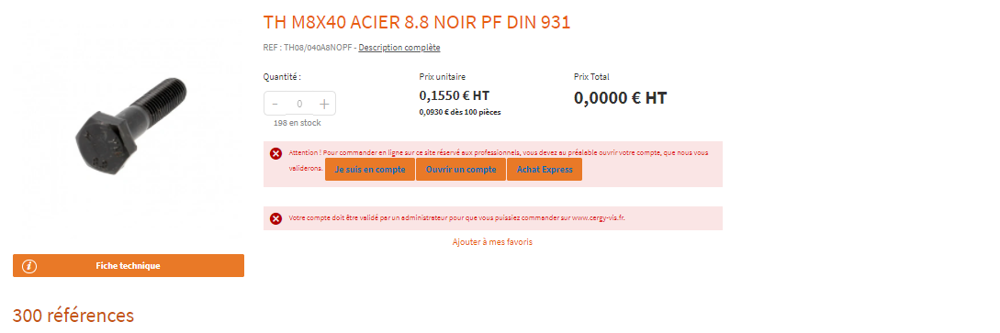 TH M8X40 ACIER 8.8 NOIR PF DIN 931
REF : TH08/040A8NOPF - Description complète
Quantité :
Prix unitaire
Prix Total
- 0 +
0,1550 € HT
0,0000 € HT
0,0930 € dès 100 pièces
198 en stock
Attention ! Pour commander en ligne sur ce site réservé aux professionnels, vous devez au préalable ouvrir votre compte, que nous vous
validerons. Je suis en compte Ouvrir un compte Achat Express
Votre compte doit être validé par un administrateur pour que vous puissiez commander sur www.cergy-vis.fr.
Ajouter à mes favoris
i Fiche technique
300 références